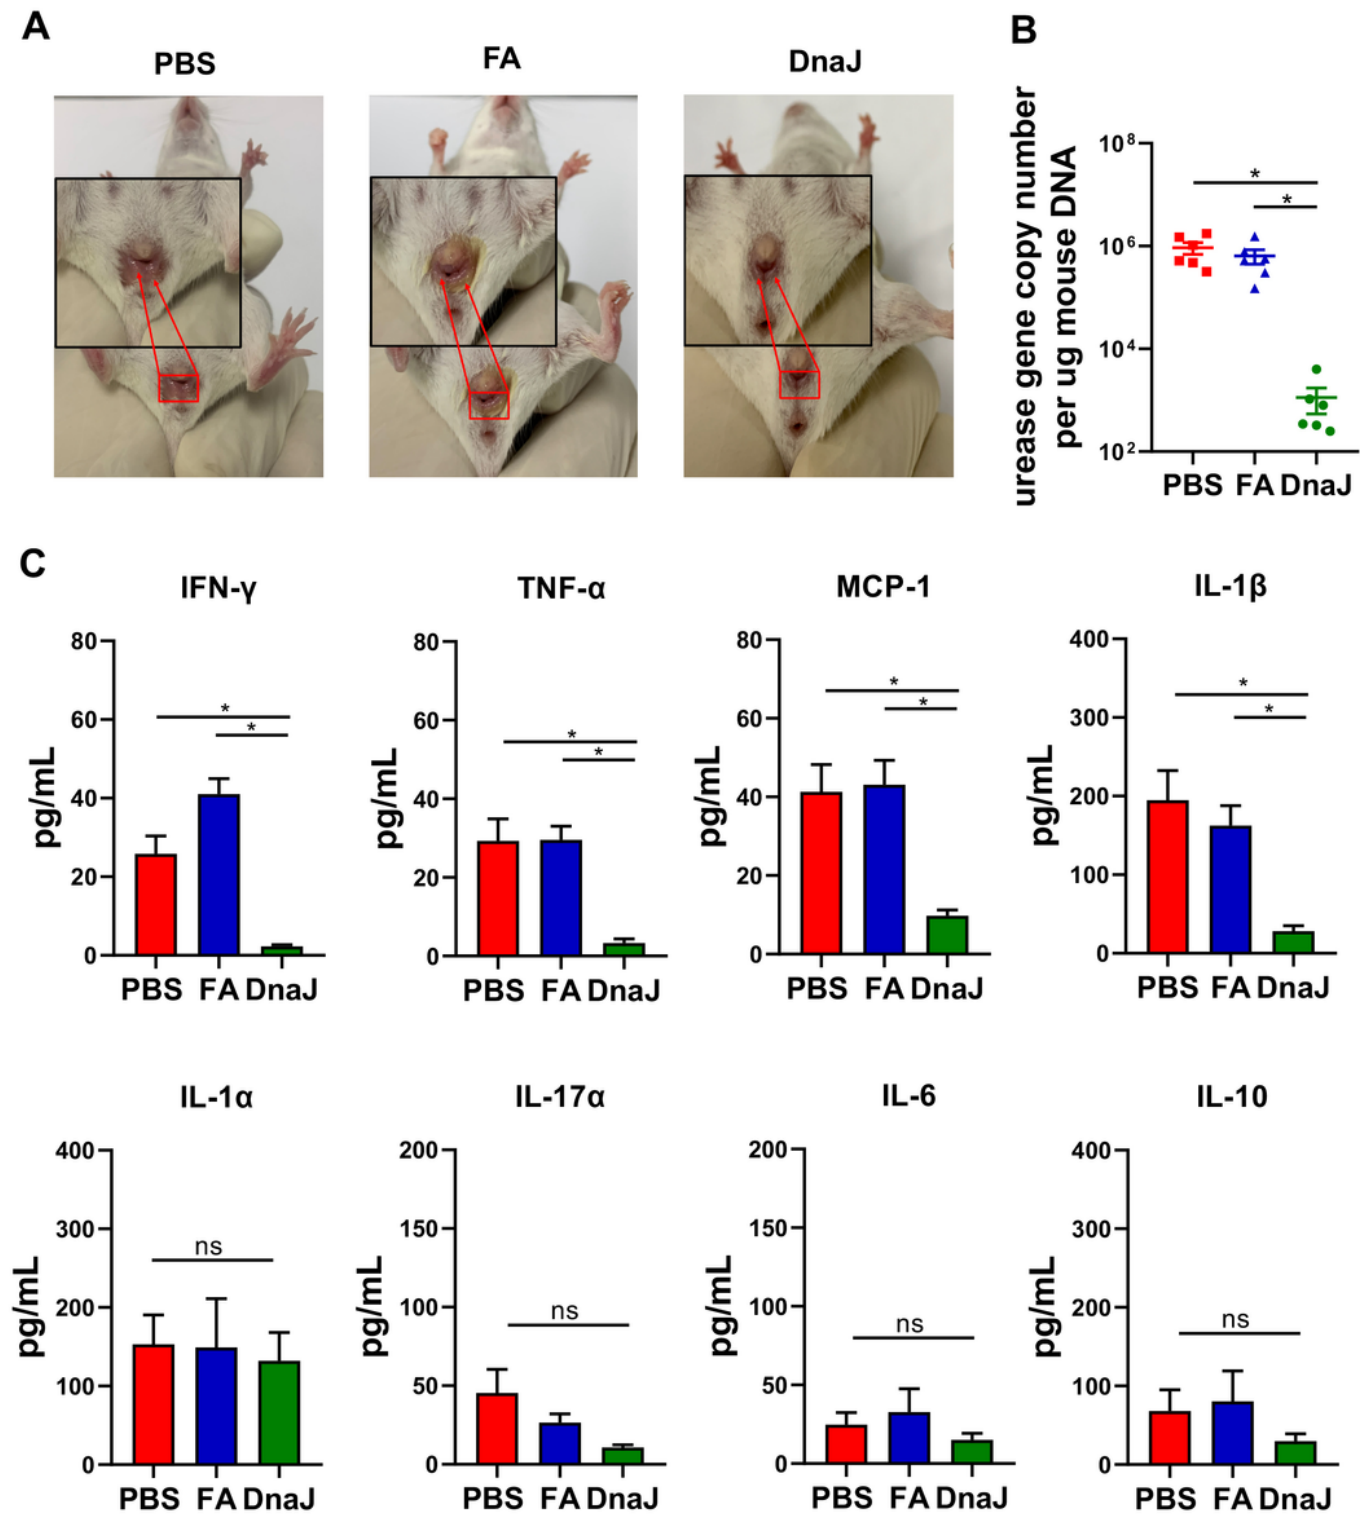 A
PBS
FA
DnaJ
B
urease gene copy number
per ug mouse DNA
10⁸
10⁶
10⁴
10²
*
*
PBS FA DnaJ
C
IFN-γ
pg/mL
80
60
40
20
0
*
*
PBS FA DnaJ
TNF-α
pg/mL
80
60
40
20
0
*
*
PBS FA DnaJ
MCP-1
pg/mL
80
60
40
20
0
*
*
PBS FA DnaJ
IL-1β
pg/mL
400
300
200
100
0
*
*
PBS FA DnaJ
IL-1α
pg/mL
400
300
200
100
0
ns
PBS FA DnaJ
IL-17α
pg/mL
200
150
100
50
0
ns
PBS FA DnaJ
IL-6
pg/mL
200
150
100
50
0
ns
PBS FA DnaJ
IL-10
pg/mL
400
300
200
100
0
ns
PBS FA DnaJ